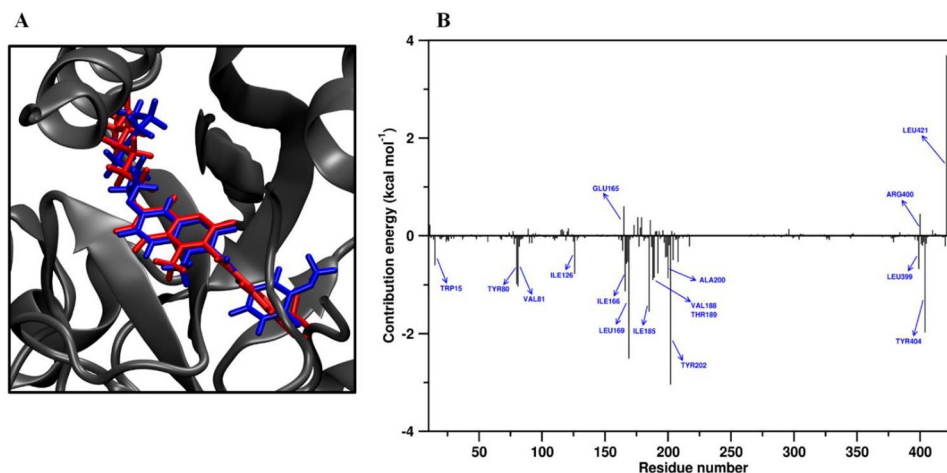 A
B
Contribution energy (kcal mol⁻¹)
4
2
0
-2
-4
LEU421
ARG400
GLU165
TRP15
TYR80
VAL81
ILE126
ILE166
LEU169
ILE185
ALA200
VAL188
THR189
TYR202
LEU399
TYR404
50
100
150
200
250
300
350
400
Residue number